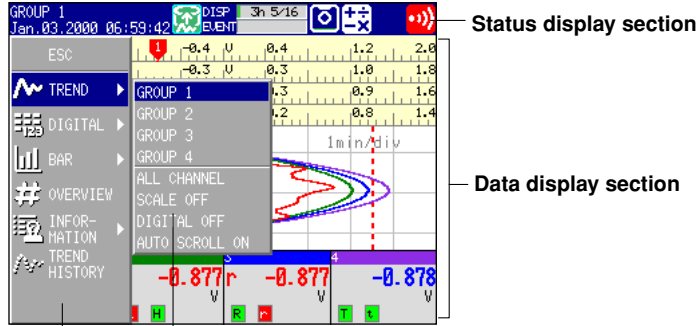 GROUP 1
Jan.03.2000 06:59:42
DISP
EVENT
3h 5/16
Status display section
ESC
TREND
DIGITAL
BAR
OVERVIEW
INFOR-
MATION
TREND
HISTORY
GROUP 1
GROUP 2
GROUP 3
GROUP 4
ALL CHANNEL
SCALE OFF
DIGITAL OFF
AUTO SCROLL ON
1
-0.4 V 0.4 1.2 2.0
-0.3 V 0.3 1.0 1.8
0.3 0.9 1.6
0.2 0.8 1.4
1min/div
Data display section
4
-0.877 r -0.877 -0.878
V V V
H R r T t